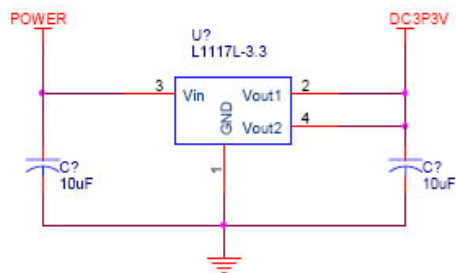 POWER
DC3P3V
U?
L1117L-3.3
3
Vin
Vout1
2
GND
Vout2
4
1
C?
10uF
C?
10uF